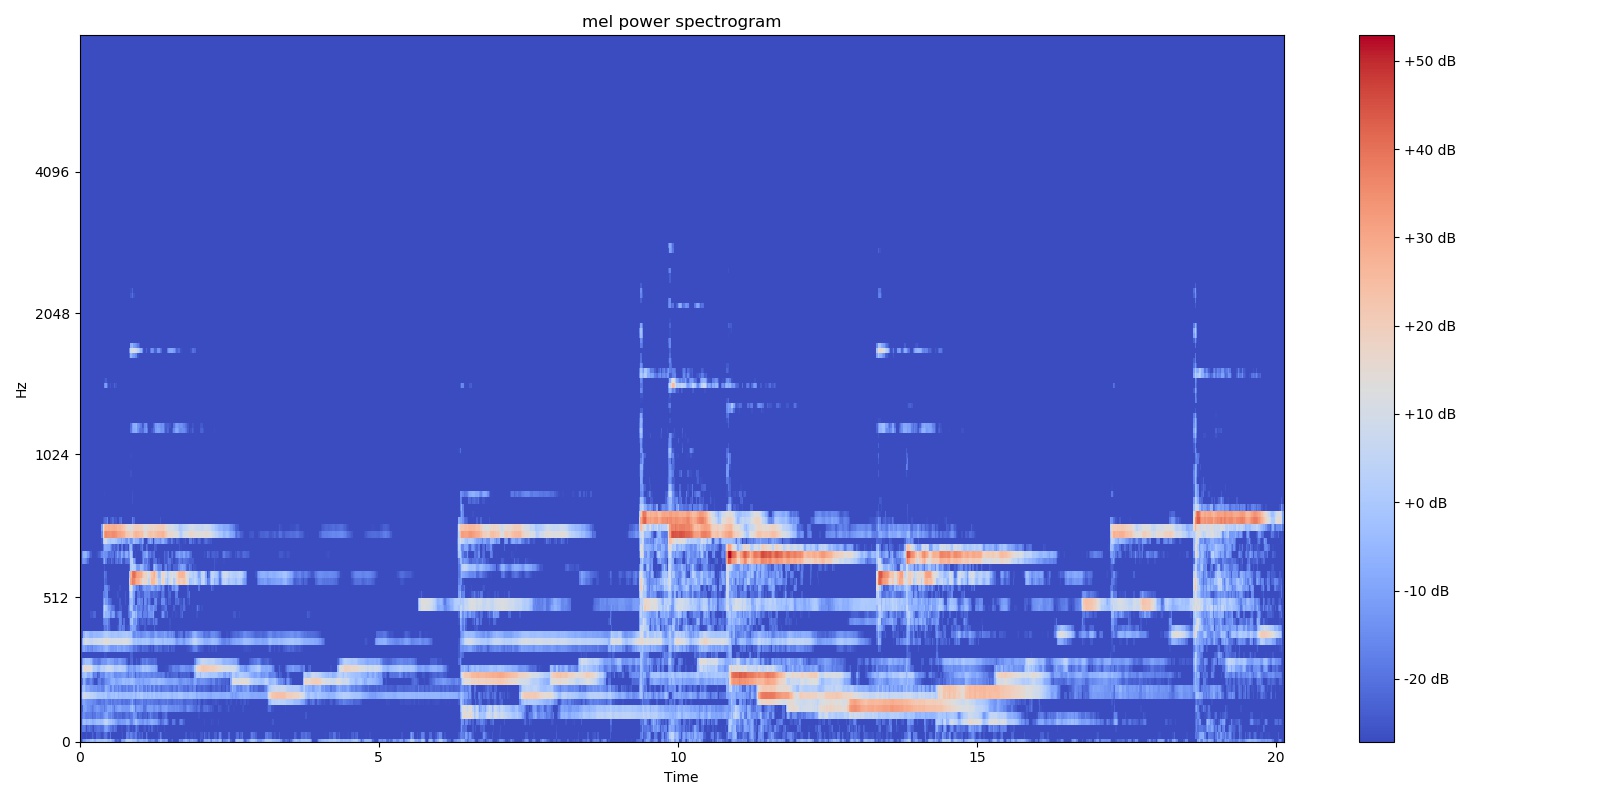 mel power spectrogram
Hz
4096
2048
1024
512
0
0 5 10 15 20
Time
+50 dB
+40 dB
+30 dB
+20 dB
+10 dB
+0 dB
-10 dB
-20 dB